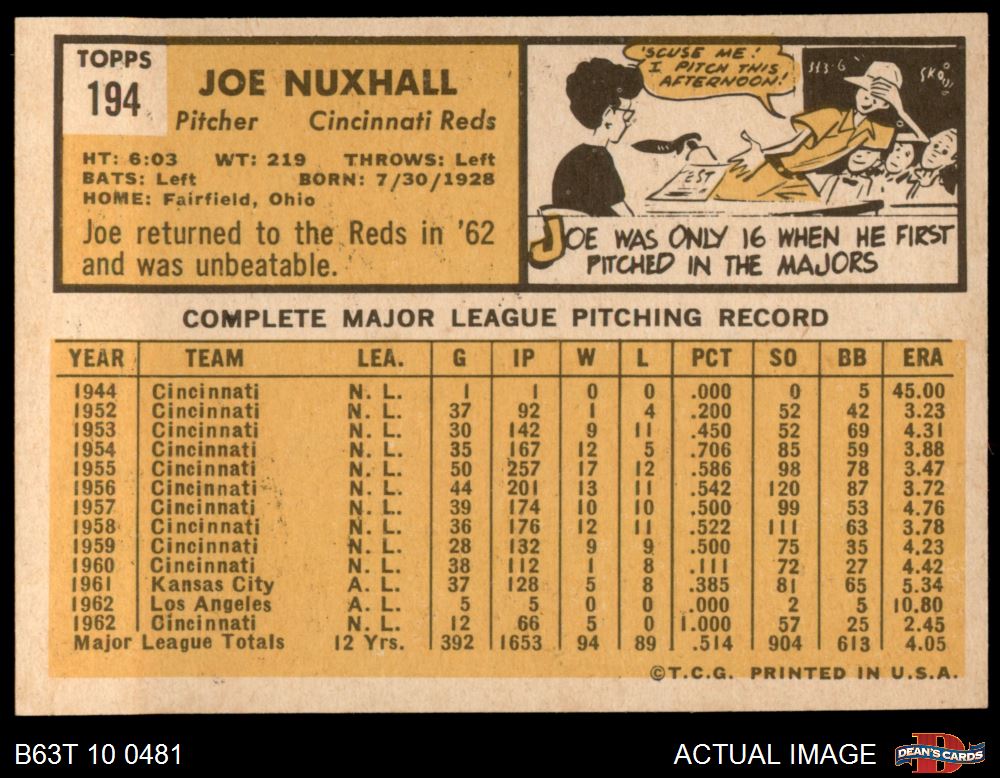 TOPPS
194
JOE NUXHALL
Pitcher Cincinnati Reds
HT: 6:03 WT: 219 THROWS: Left
BATS: Left BORN: 7/30/1928
HOME: Fairfield, Ohio
Joe returned to the Reds in '62
and was unbeatable.
'SCUSE ME!
I PITCH THIS
AFTERNOON!
TEST
JOE WAS ONLY 16 WHEN HE FIRST
PITCHED IN THE MAJORS
COMPLETE MAJOR LEAGUE PITCHING RECORD
YEAR TEAM LEA. G IP W L PCT SO BB ERA
1944 Cincinnati N. L. 1 1 0 0 .000 0 5 45.00
1952 Cincinnati N. L. 37 92 1 4 .200 52 42 3.23
1953 Cincinnati N. L. 30 142 9 11 .450 52 69 4.31
1954 Cincinnati N. L. 35 167 12 5 .706 85 59 3.88
1955 Cincinnati N. L. 50 257 17 12 .586 98 78 3.47
1956 Cincinnati N. L. 44 201 13 11 .542 120 87 3.72
1957 Cincinnati N. L. 39 174 10 10 .500 99 53 4.76
1958 Cincinnati N. L. 36 176 12 11 .522 111 63 3.78
1959 Cincinnati N. L. 28 132 9 9 .500 75 35 4.23
1960 Cincinnati N. L. 38 112 1 8 .111 72 27 4.42
1961 Kansas City A. L. 37 128 5 8 .385 81 65 5.34
1962 Los Angeles A. L. 5 5 0 0 .000 2 5 10.80
1962 Cincinnati N. L. 12 66 5 0 1.000 57 25 2.45
Major League Totals 12 Yrs. 392 1653 94 89 .514 904 613 4.05
©T.C.G. PRINTED IN U.S.A.
B63T 10 0481 ACTUAL IMAGE
DEAN'S CARDS